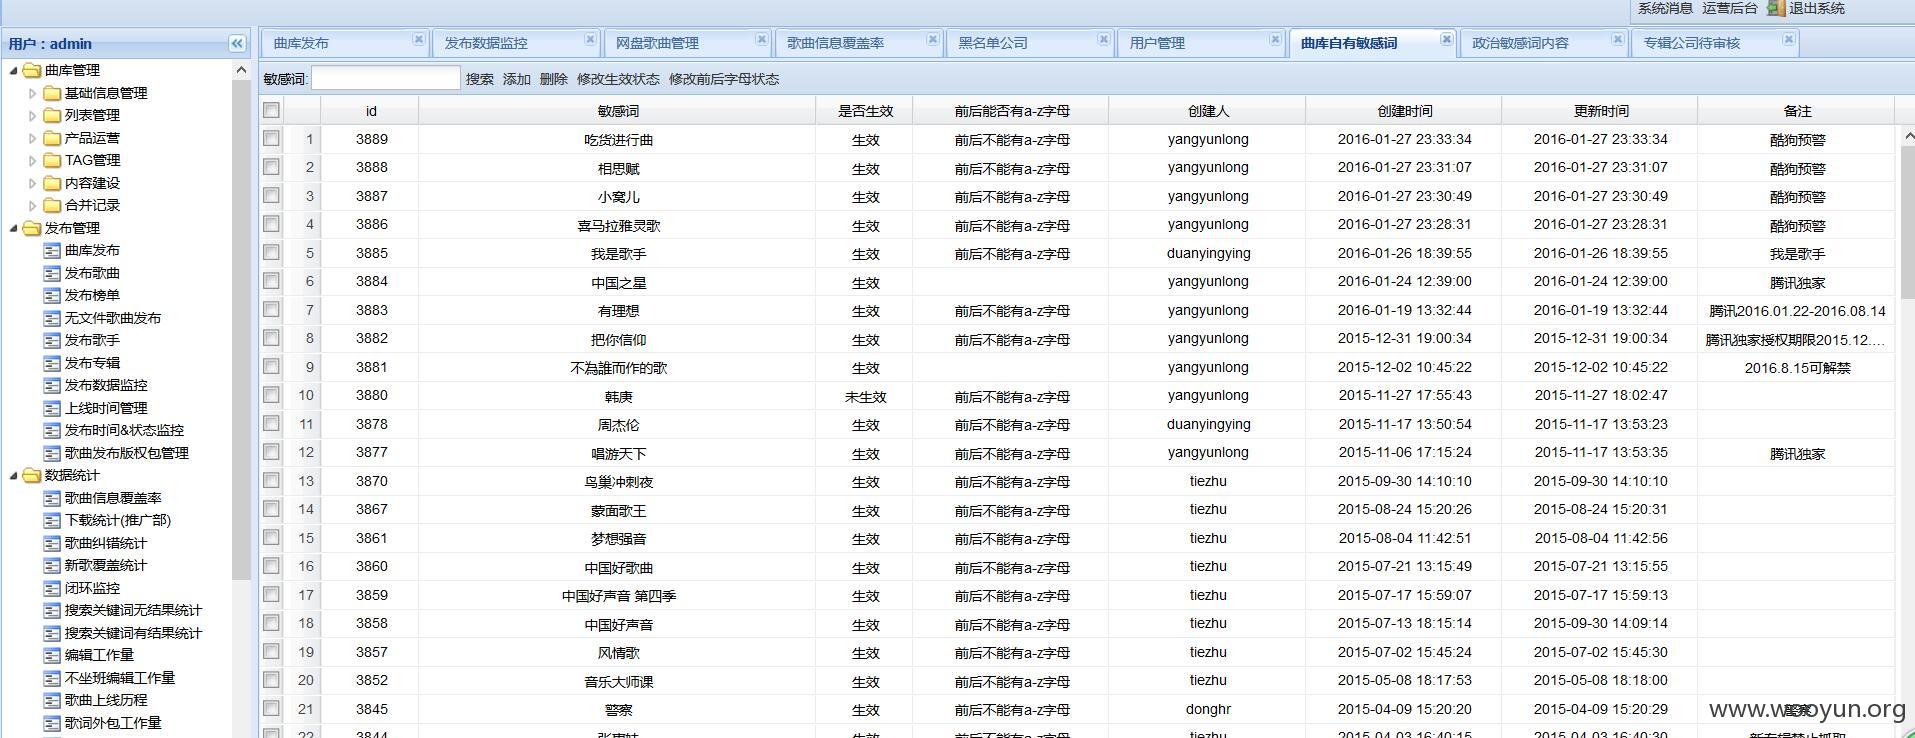 系统消息 运营后台 退出系统
用户：admin
曲库发布 发布数据监控 网盘歌曲管理 歌曲信息覆盖率 黑名单公司 用户管理 曲库自有敏感词 政治敏感词内容 专辑公司待审核
曲库管理
基础信息管理
列表管理
产品运营
TAG管理
内容建设
合并记录
发布管理
曲库发布
发布歌曲
发布榜单
无文件歌曲发布
发布歌手
发布专辑
发布数据监控
上线时间管理
发布时间&状态监控
歌曲发布版权包管理
数据统计
歌曲信息覆盖率
下载统计(推广部)
歌曲纠错统计
新歌覆盖统计
闭环监控
搜索关键词无结果统计
搜索关键词有结果统计
编辑工作量
不坐班编辑工作量
歌曲上线历程
歌词外包工作量
敏感词: 搜索 添加 删除 修改生效状态 修改前后字母状态
id 敏感词 是否生效 前后能否有a-z字母 创建人 创建时间 更新时间 备注
1 3889 吃货进行曲 生效 前后不能有a-z字母 yangyunlong 2016-01-27 23:33:34 2016-01-27 23:33:34 酷狗预警
2 3888 相思赋 生效 前后不能有a-z字母 yangyunlong 2016-01-27 23:31:07 2016-01-27 23:31:07 酷狗预警
3 3887 小窝儿 生效 前后不能有a-z字母 yangyunlong 2016-01-27 23:30:49 2016-01-27 23:30:49 酷狗预警
4 3886 喜马拉雅灵歌 生效 前后不能有a-z字母 yangyunlong 2016-01-27 23:28:31 2016-01-27 23:28:31 酷狗预警
5 3885 我是歌手 生效 前后不能有a-z字母 duanyingying 2016-01-26 18:39:55 2016-01-26 18:39:55 我是歌手
6 3884 中国之星 生效 yangyunlong 2016-01-24 12:39:00 2016-01-24 12:39:00 腾讯独家
7 3883 有理想 生效 前后不能有a-z字母 yangyunlong 2016-01-19 13:32:44 2016-01-19 13:32:44 腾讯2016.01.22-2016.08.14
8 3882 把你信仰 生效 前后不能有a-z字母 yangyunlong 2015-12-31 19:00:34 2015-12-31 19:00:34 腾讯独家授权期限2015.12....
9 3881 不為誰而作的歌 生效 yangyunlong 2015-12-02 10:45:22 2015-12-02 10:45:22 2016.8.15可解禁
10 3880 韩庚 未生效 前后不能有a-z字母 yangyunlong 2015-11-27 17:55:43 2015-11-27 18:02:47
11 3878 周杰伦 生效 前后不能有a-z字母 duanyingying 2015-11-17 13:50:54 2015-11-17 13:53:23
12 3877 唱游天下 生效 前后不能有a-z字母 yangyunlong 2015-11-06 17:15:24 2015-11-17 13:53:35 腾讯独家
13 3870 鸟巢冲刺夜 生效 前后不能有a-z字母 tiezhu 2015-09-30 14:10:10 2015-09-30 14:10:10
14 3867 蒙面歌王 生效 前后不能有a-z字母 tiezhu 2015-08-24 15:20:26 2015-08-24 15:20:31
15 3861 梦想强音 生效 前后不能有a-z字母 tiezhu 2015-08-04 11:42:51 2015-08-04 11:42:56
16 3860 中国好歌曲 生效 前后不能有a-z字母 tiezhu 2015-07-21 13:15:49 2015-07-21 13:15:55
17 3859 中国好声音 第四季 生效 前后不能有a-z字母 tiezhu 2015-07-17 15:59:07 2015-07-17 15:59:13
18 3858 中国好声音 生效 前后不能有a-z字母 tiezhu 2015-07-13 18:15:14 2015-09-30 14:09:14
19 3857 风情歌 生效 前后不能有a-z字母 tiezhu 2015-07-02 15:45:24 2015-07-02 15:45:30
20 3852 音乐大师课 生效 前后不能有a-z字母 tiezhu 2015-05-08 18:17:53 2015-05-08 18:18:00
21 3845 警察 生效 前后不能有a-z字母 donghr 2015-04-09 15:20:20 2015-04-09 15:20:29
www.wooyun.org
22 3844 生效 前后不能有a-z字母 tiezhu 2015-04-03 16:40:15 2015-04-03 16:40:30